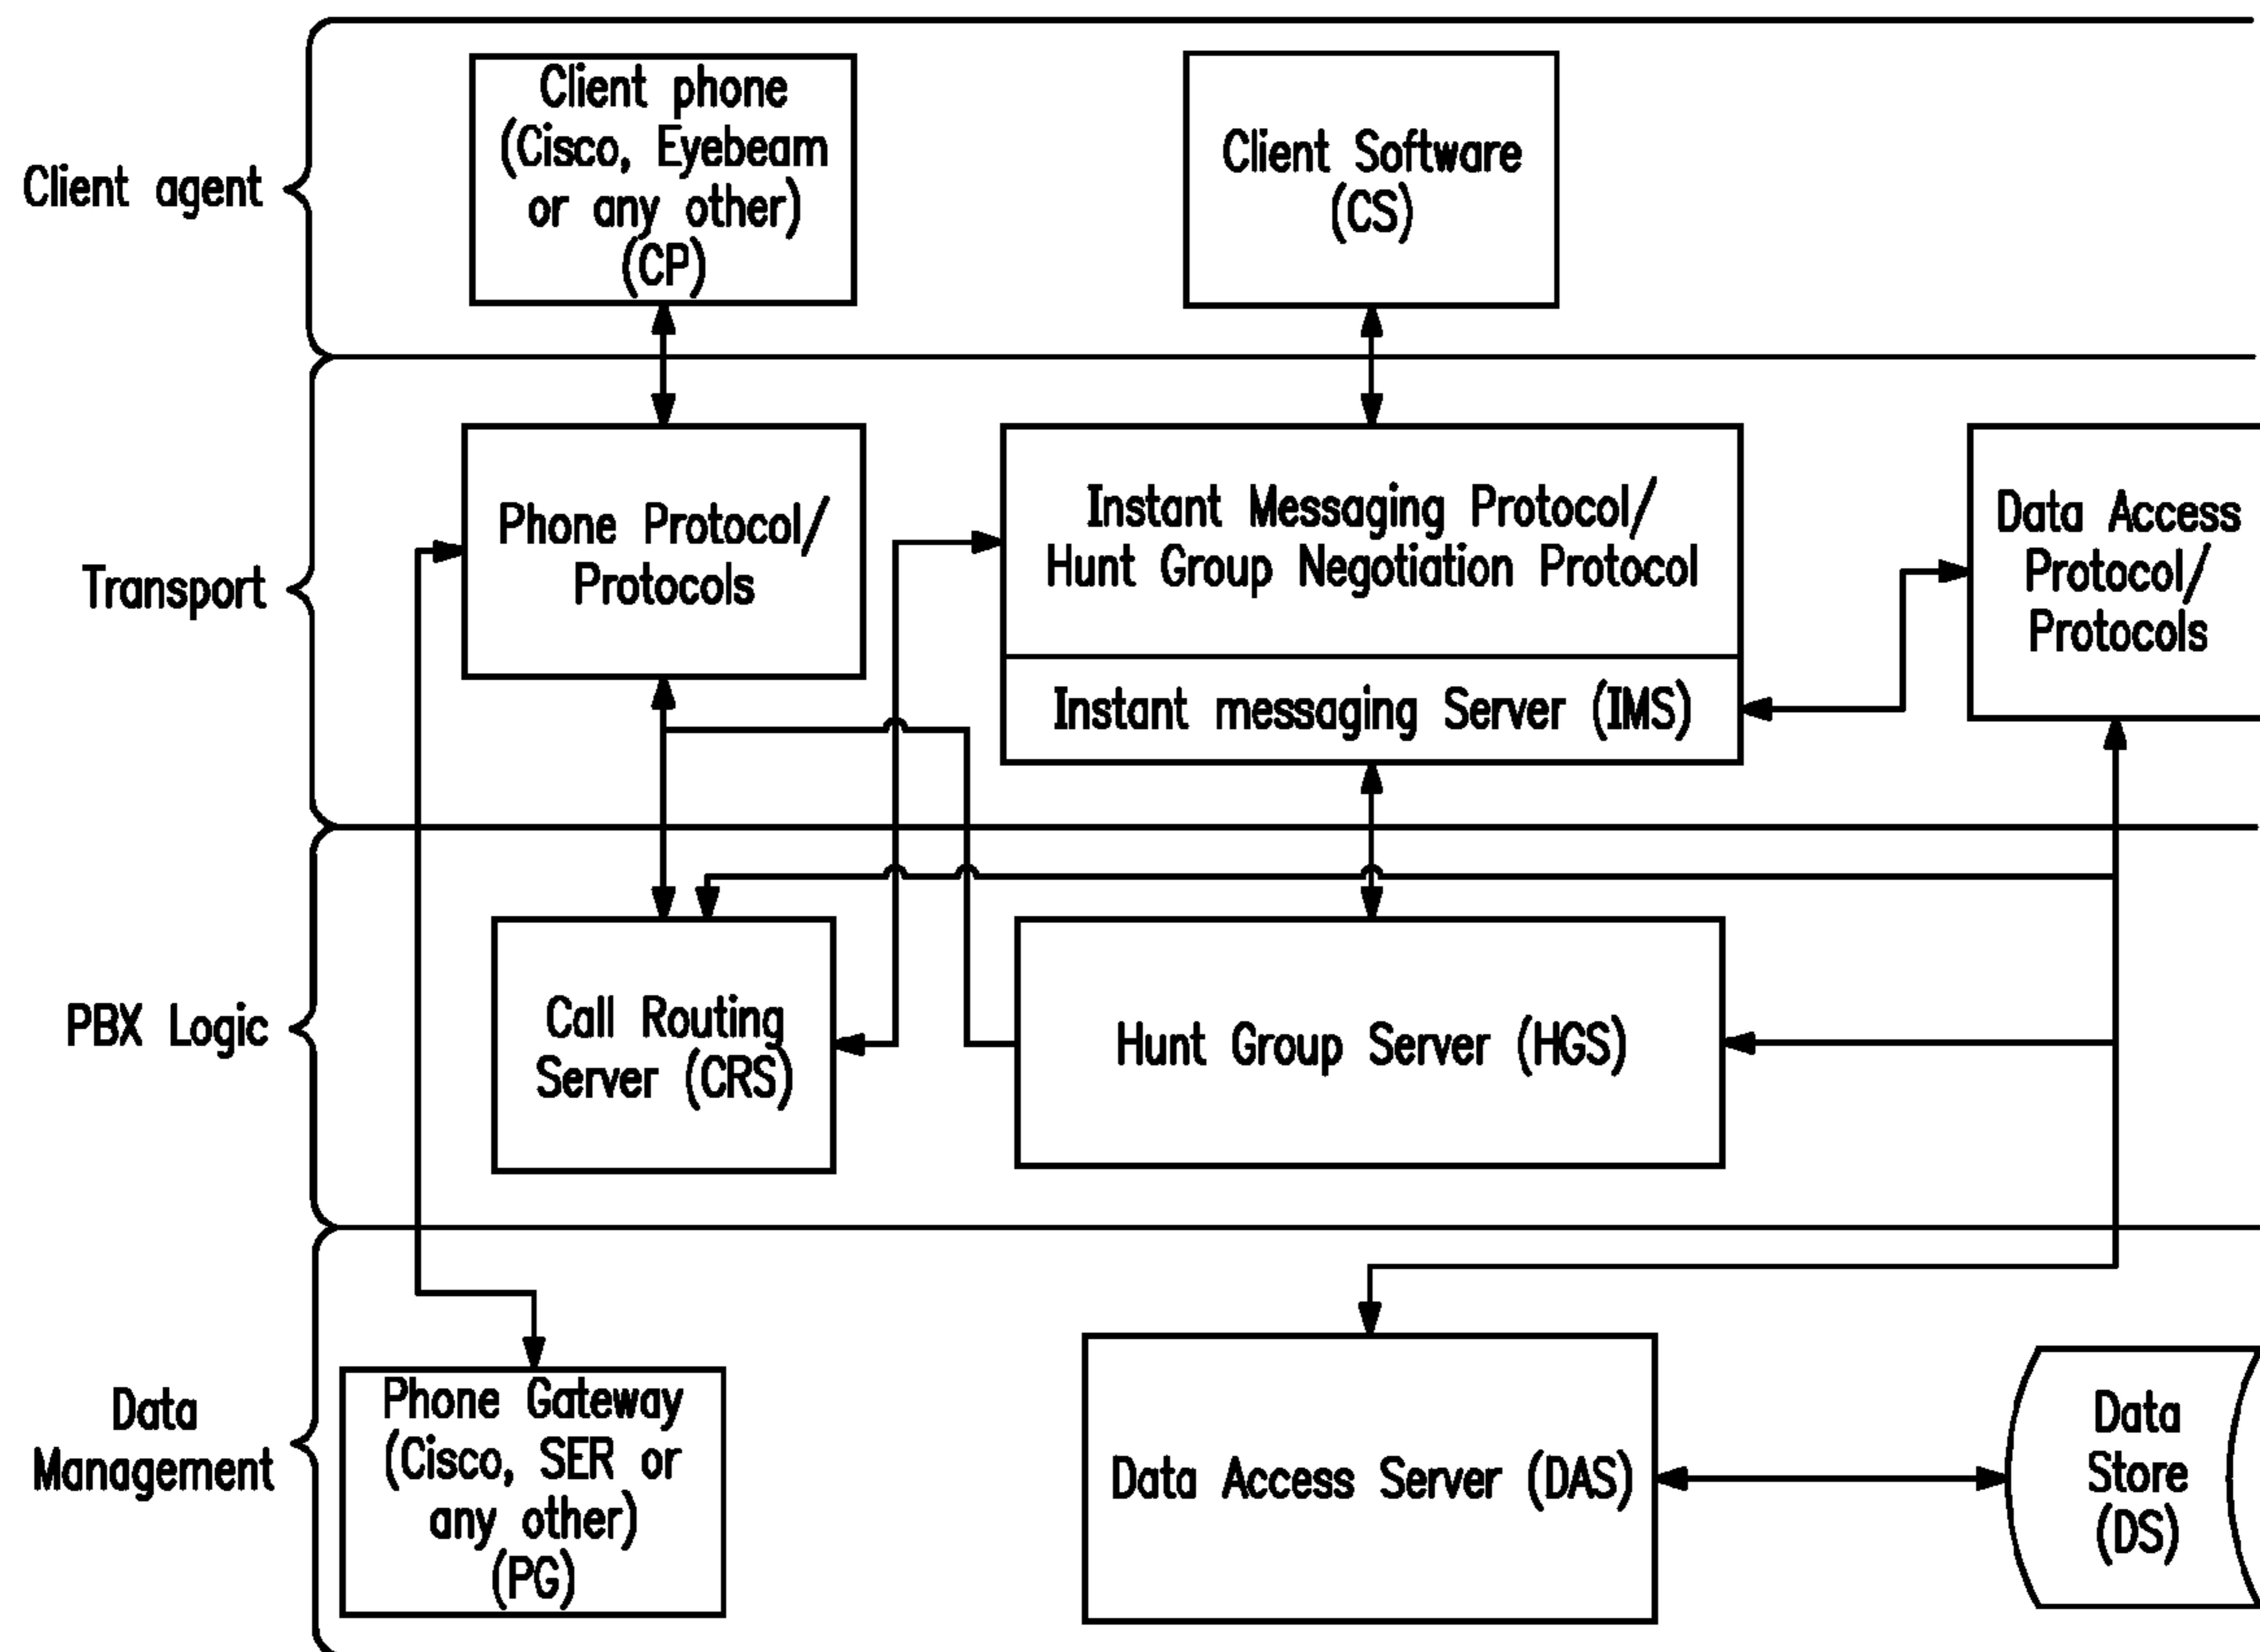 Client agent
Client phone
(Cisco, Eyebeam
or any other)
(CP)
Client Software
(CS)
Transport
Phone Protocol/
Protocols
Instant Messaging Protocol/
Hunt Group Negotiation Protocol
Instant messaging Server (IMS)
Data Access
Protocol/
Protocols
PBX Logic
Call Routing
Server (CRS)
Hunt Group Server (HGS)
Data
Management
Phone Gateway
(Cisco, SER or
any other)
(PG)
Data Access Server (DAS)
Data
Store
(DS)